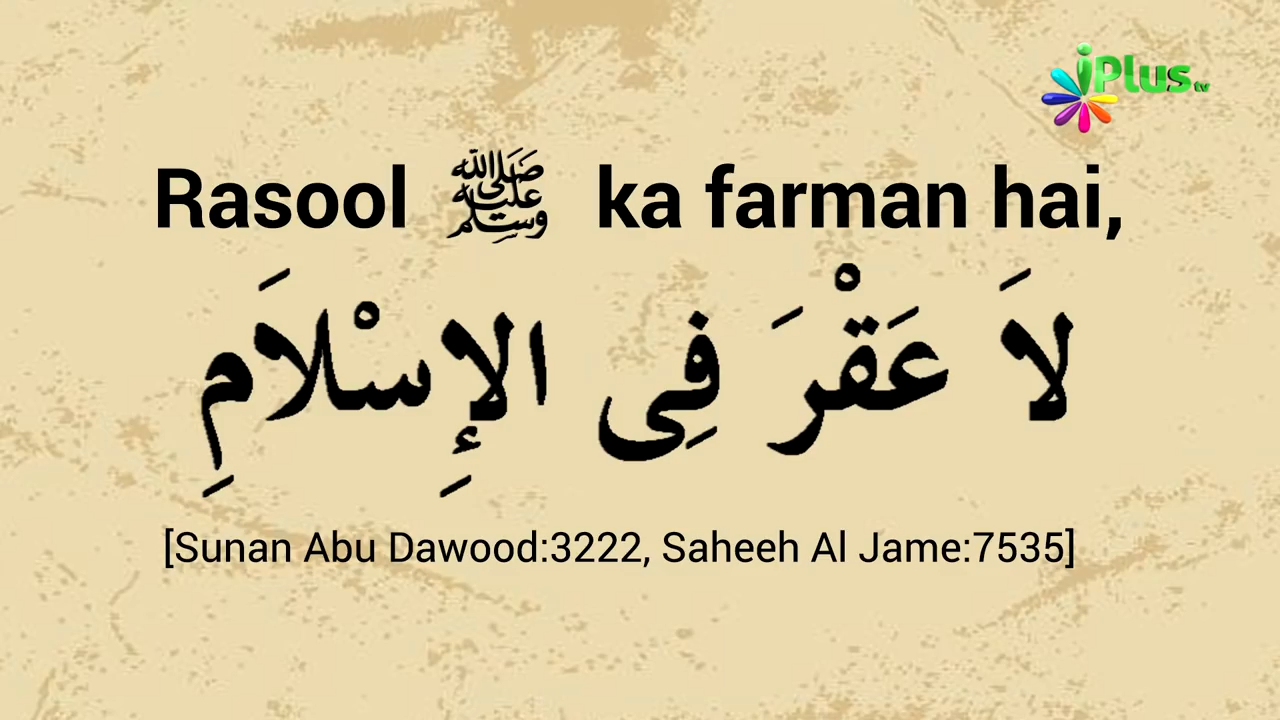 iPlus tv
Rasool ﷺ ka farman hai,
لاَ عَقْرَ فِى الإِسْلاَمِ
[Sunan Abu Dawood:3222, Saheeh Al Jame:7535]